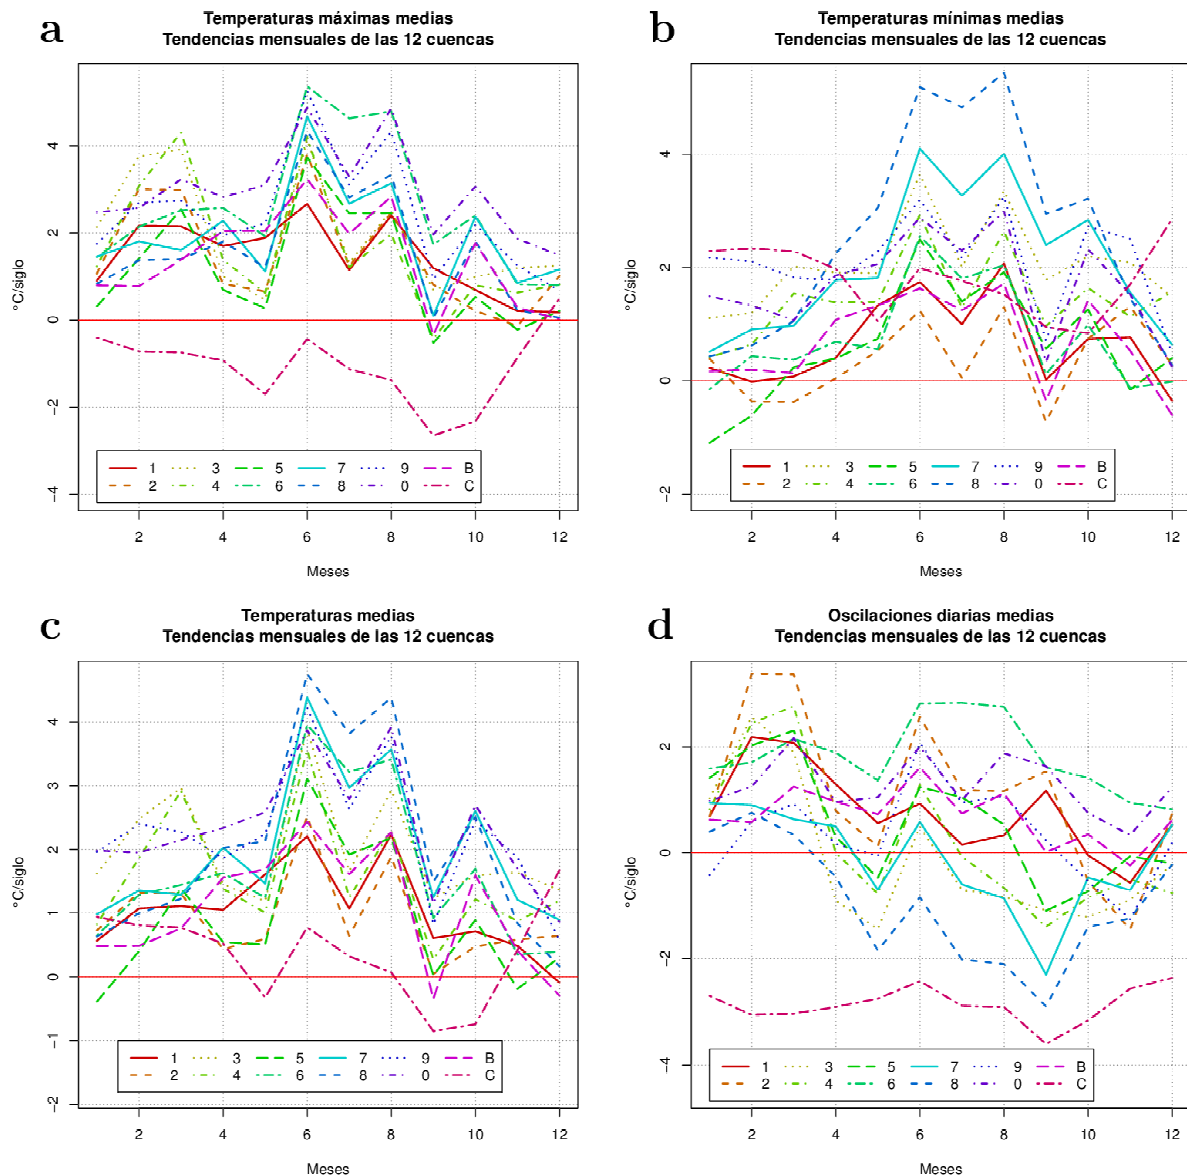 a
Temperaturas máximas medias
Tendencias mensuales de las 12 cuencas
°C/siglo
4
2
0
-2
-4
1 3 5 7 9 B
2 4 6 8 0 C
2 4 6 8 10 12
Meses
b
Temperaturas mínimas medias
Tendencias mensuales de las 12 cuencas
°C/siglo
4
2
0
-2
1 3 5 7 9 B
2 4 6 8 0 C
2 4 6 8 10 12
Meses
c
Temperaturas medias
Tendencias mensuales de las 12 cuencas
°C/siglo
4
3
2
1
0
-1
-2
1 3 5 7 9 B
2 4 6 8 0 C
2 4 6 8 10 12
Meses
d
Oscilaciones diarias medias
Tendencias mensuales de las 12 cuencas
°C/siglo
2
0
-2
-4
1 3 5 7 9 B
2 4 6 8 0 C
2 4 6 8 10 12
Meses